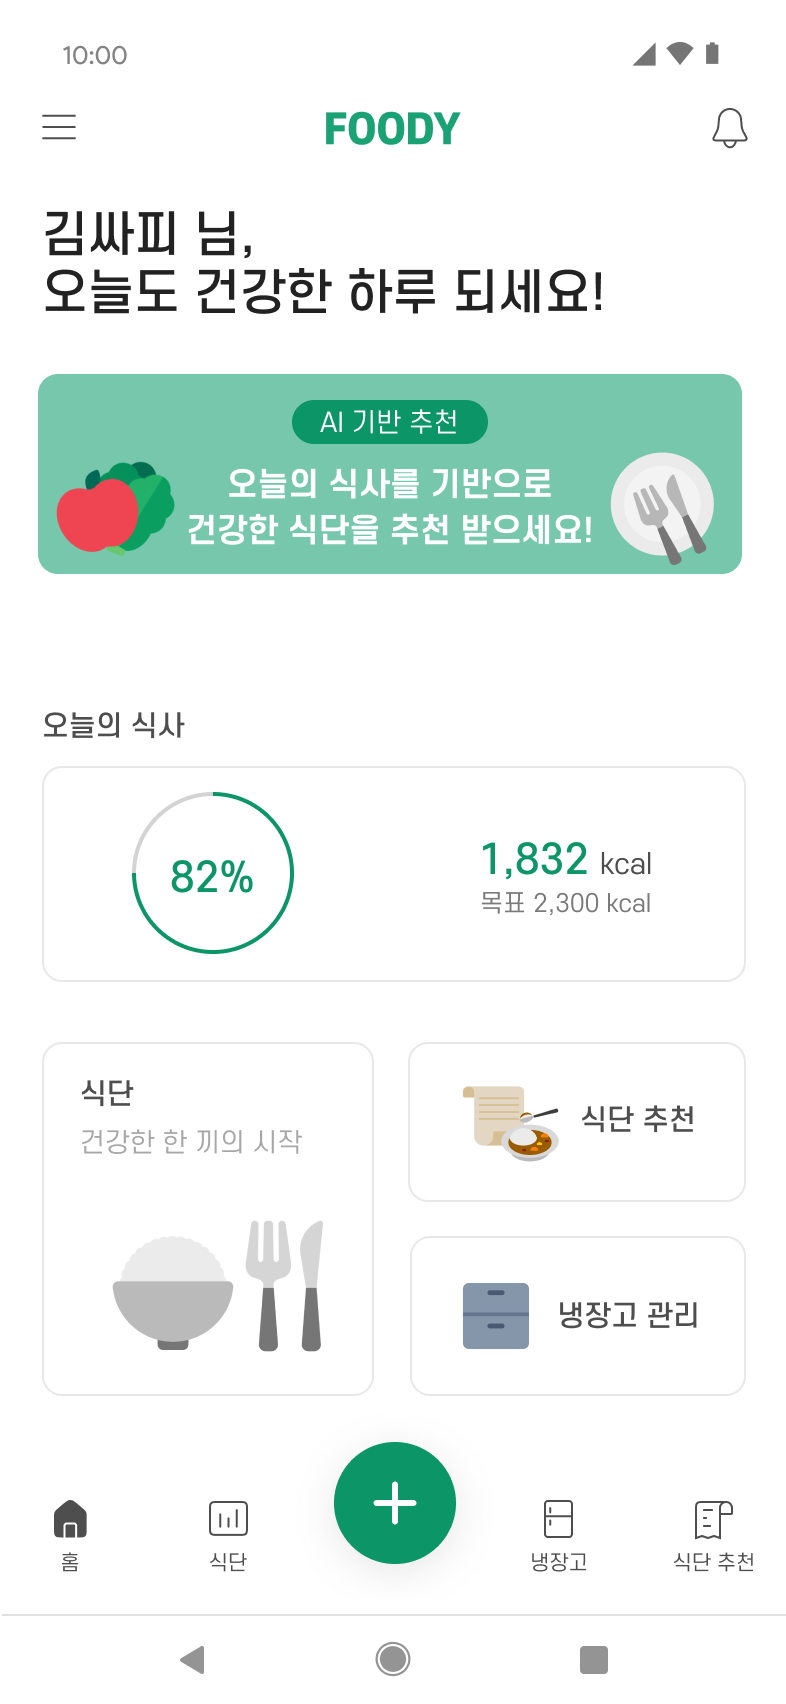 10:00
FOODY
김싸피 님,
오늘도 건강한 하루 되세요!
AI 기반 추천
오늘의 식사를 기반으로
건강한 식단을 추천 받으세요!
오늘의 식사
82%
1,832 kcal
목표 2,300 kcal
식단
건강한 한 끼의 시작
식단 추천
냉장고 관리
홈
식단
냉장고
식단 추천